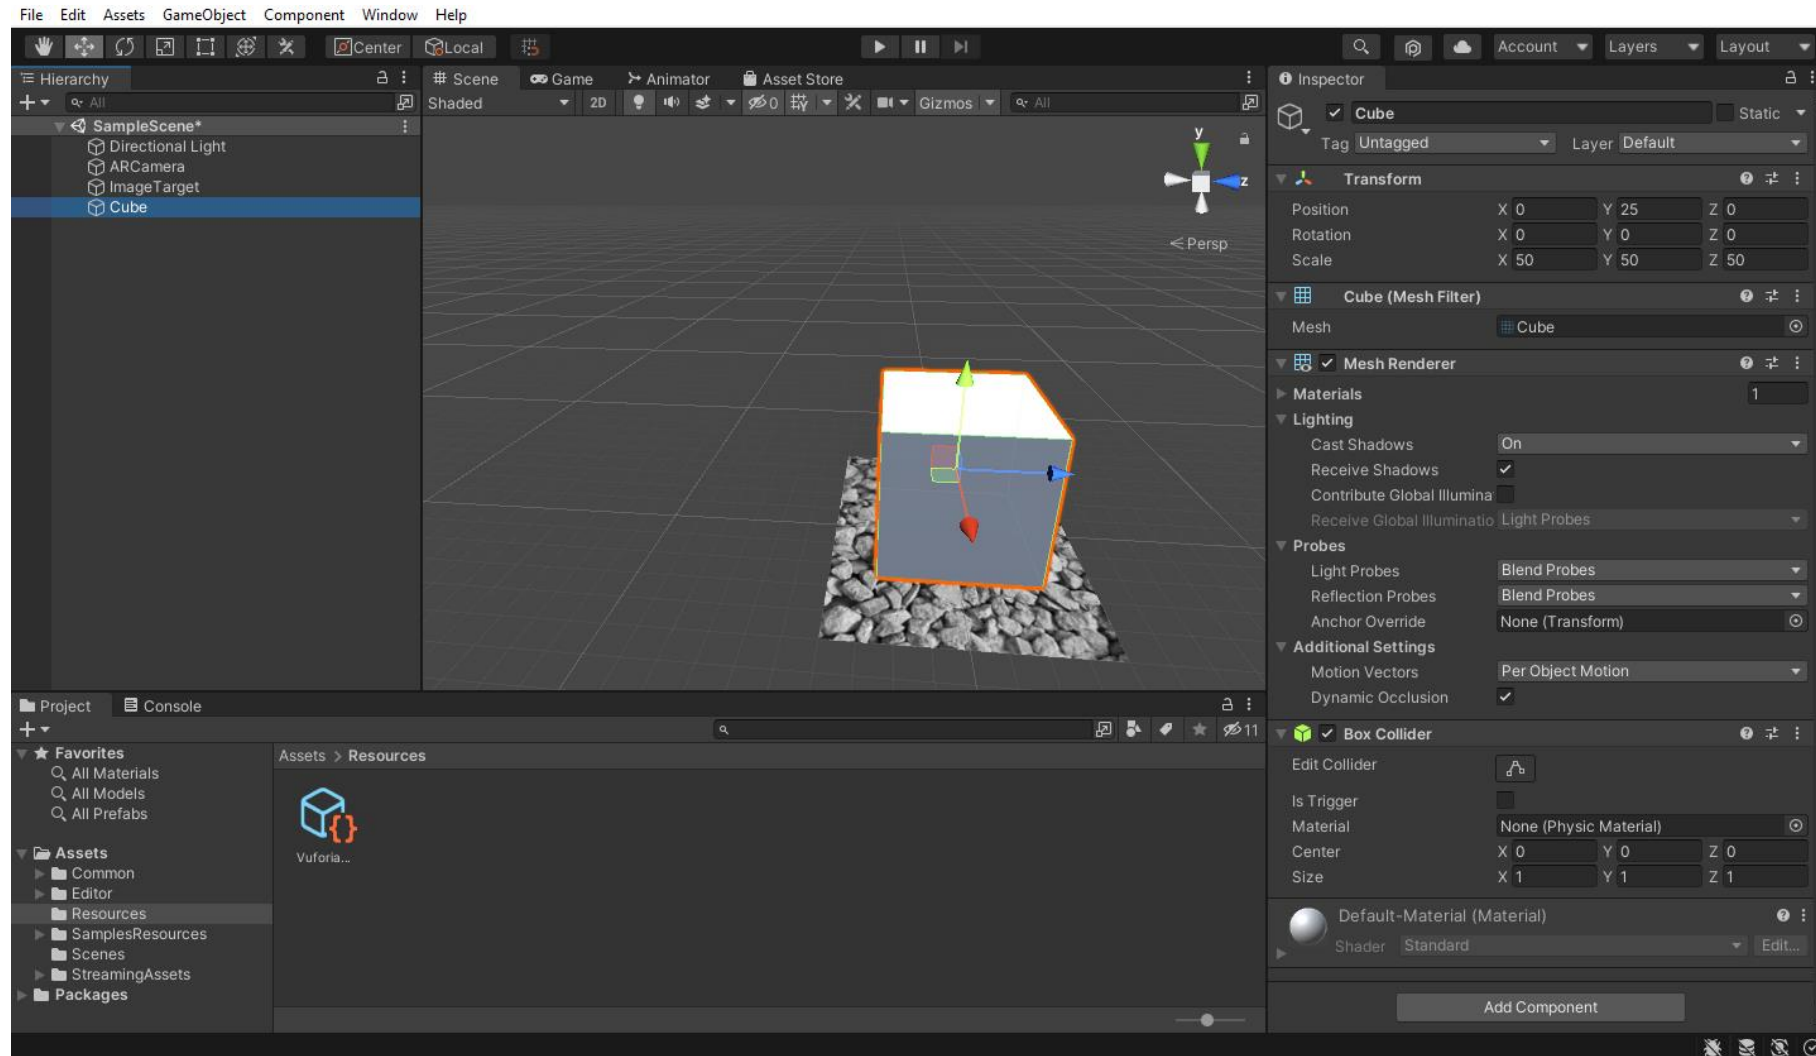 File Edit Assets GameObject Component Window Help
Center Local
Account Layers Layout
Hierarchy
All
SampleScene*
Directional Light
ARCamera
ImageTarget
Cube
Scene Game Animator Asset Store
Shaded 2D 0 Gizmos All
y
z
Persp
Inspector
Cube Static
Tag Untagged Layer Default
Transform
Position X 0 Y 25 Z 0
Rotation X 0 Y 0 Z 0
Scale X 50 Y 50 Z 50
Cube (Mesh Filter)
Mesh Cube
Mesh Renderer
Materials 1
Lighting
Cast Shadows On
Receive Shadows
Contribute Global Illumina
Receive Global Illuminatio Light Probes
Probes
Light Probes Blend Probes
Reflection Probes Blend Probes
Anchor Override None (Transform)
Additional Settings
Motion Vectors Per Object Motion
Dynamic Occlusion
Box Collider
Edit Collider
Is Trigger
Material None (Physic Material)
Center X 0 Y 0 Z 0
Size X 1 Y 1 Z 1
Default-Material (Material)
Shader Standard Edit...
Add Component
Project Console
11
Favorites
All Materials
All Models
All Prefabs
Assets
Common
Editor
Resources
SamplesResources
Scenes
StreamingAssets
Packages
Assets > Resources
Vuforia...